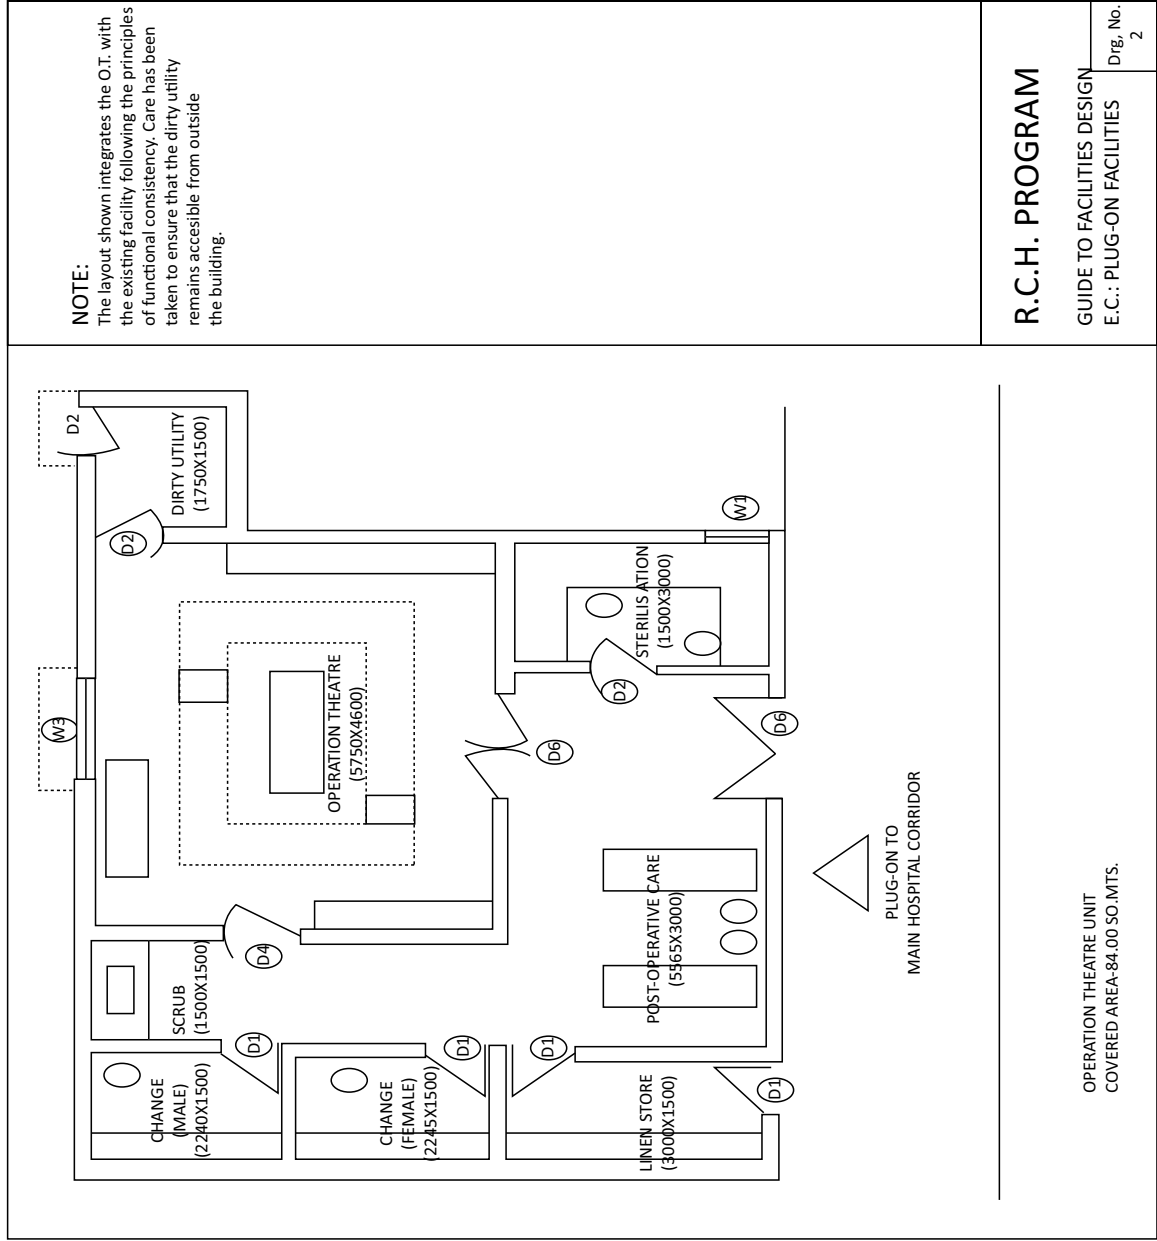 NOTE:
The layout shown integrates the O.T. with
the existing facility following the principles
of functional consistency. Care has been
taken to ensure that the dirty utility
remains accesible from outside
the building.
D2
DIRTY UTILITY
(1750X1500)
D2
W3
OPERATION THEATRE
(5750X4600)
W1
STERILIS ATION
(1500X3000)
D2
D6
D6
D4
SCRUB
(1500X1500)
POST-OPERATIVE CARE
(5565X3000)
D1
D1
D1
CHANGE
(MALE)
(2240X1500)
CHANGE
(FEMALE)
(2245X1500)
LINEN STORE
(3000X1500)
D1
PLUG-ON TO
MAIN HOSPITAL CORRIDOR
OPERATION THEATRE UNIT
COVERED AREA-84.00 SO.MTS.
R.C.H. PROGRAM
GUIDE TO FACILITIES DESIGN
E.C.: PLUG-ON FACILITIES
Drg, No.
2